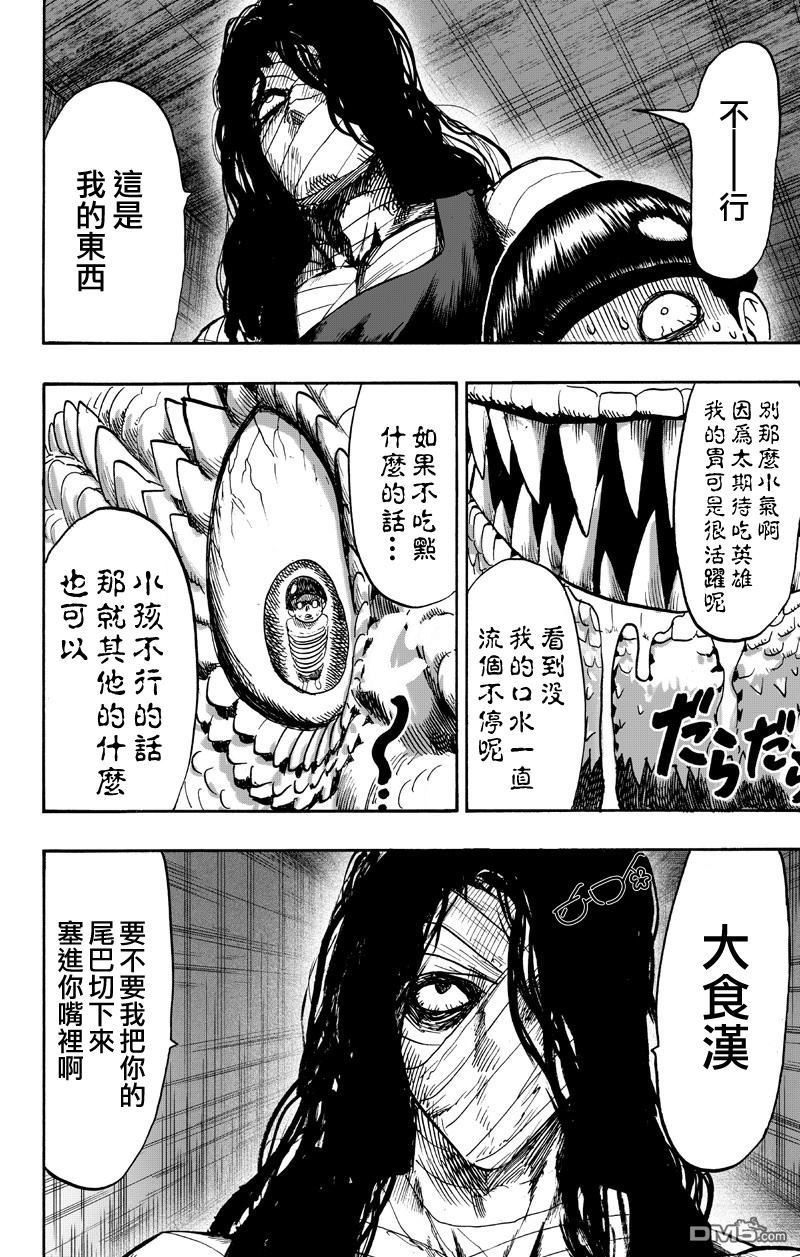 不——行
這是
我的東西
別那麼小氣啊
因爲太期待吃英雄
我的胃可是很活躍呢
看到没
我的口水一直
流個不停呢
だらだら
如果不吃點
什麼的話…
小孩不行的話
那就其他的什麼
也可以
大食漢
要不要我把你的
尾巴切下來
塞進你嘴裡啊
DM5.com